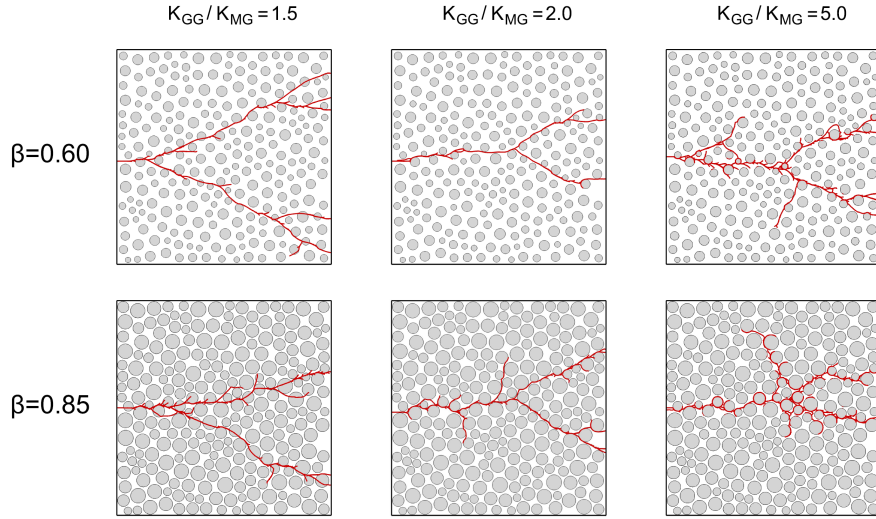 K_GG / K_MG = 1.5
K_GG / K_MG = 2.0
K_GG / K_MG = 5.0
β=0.60
β=0.85